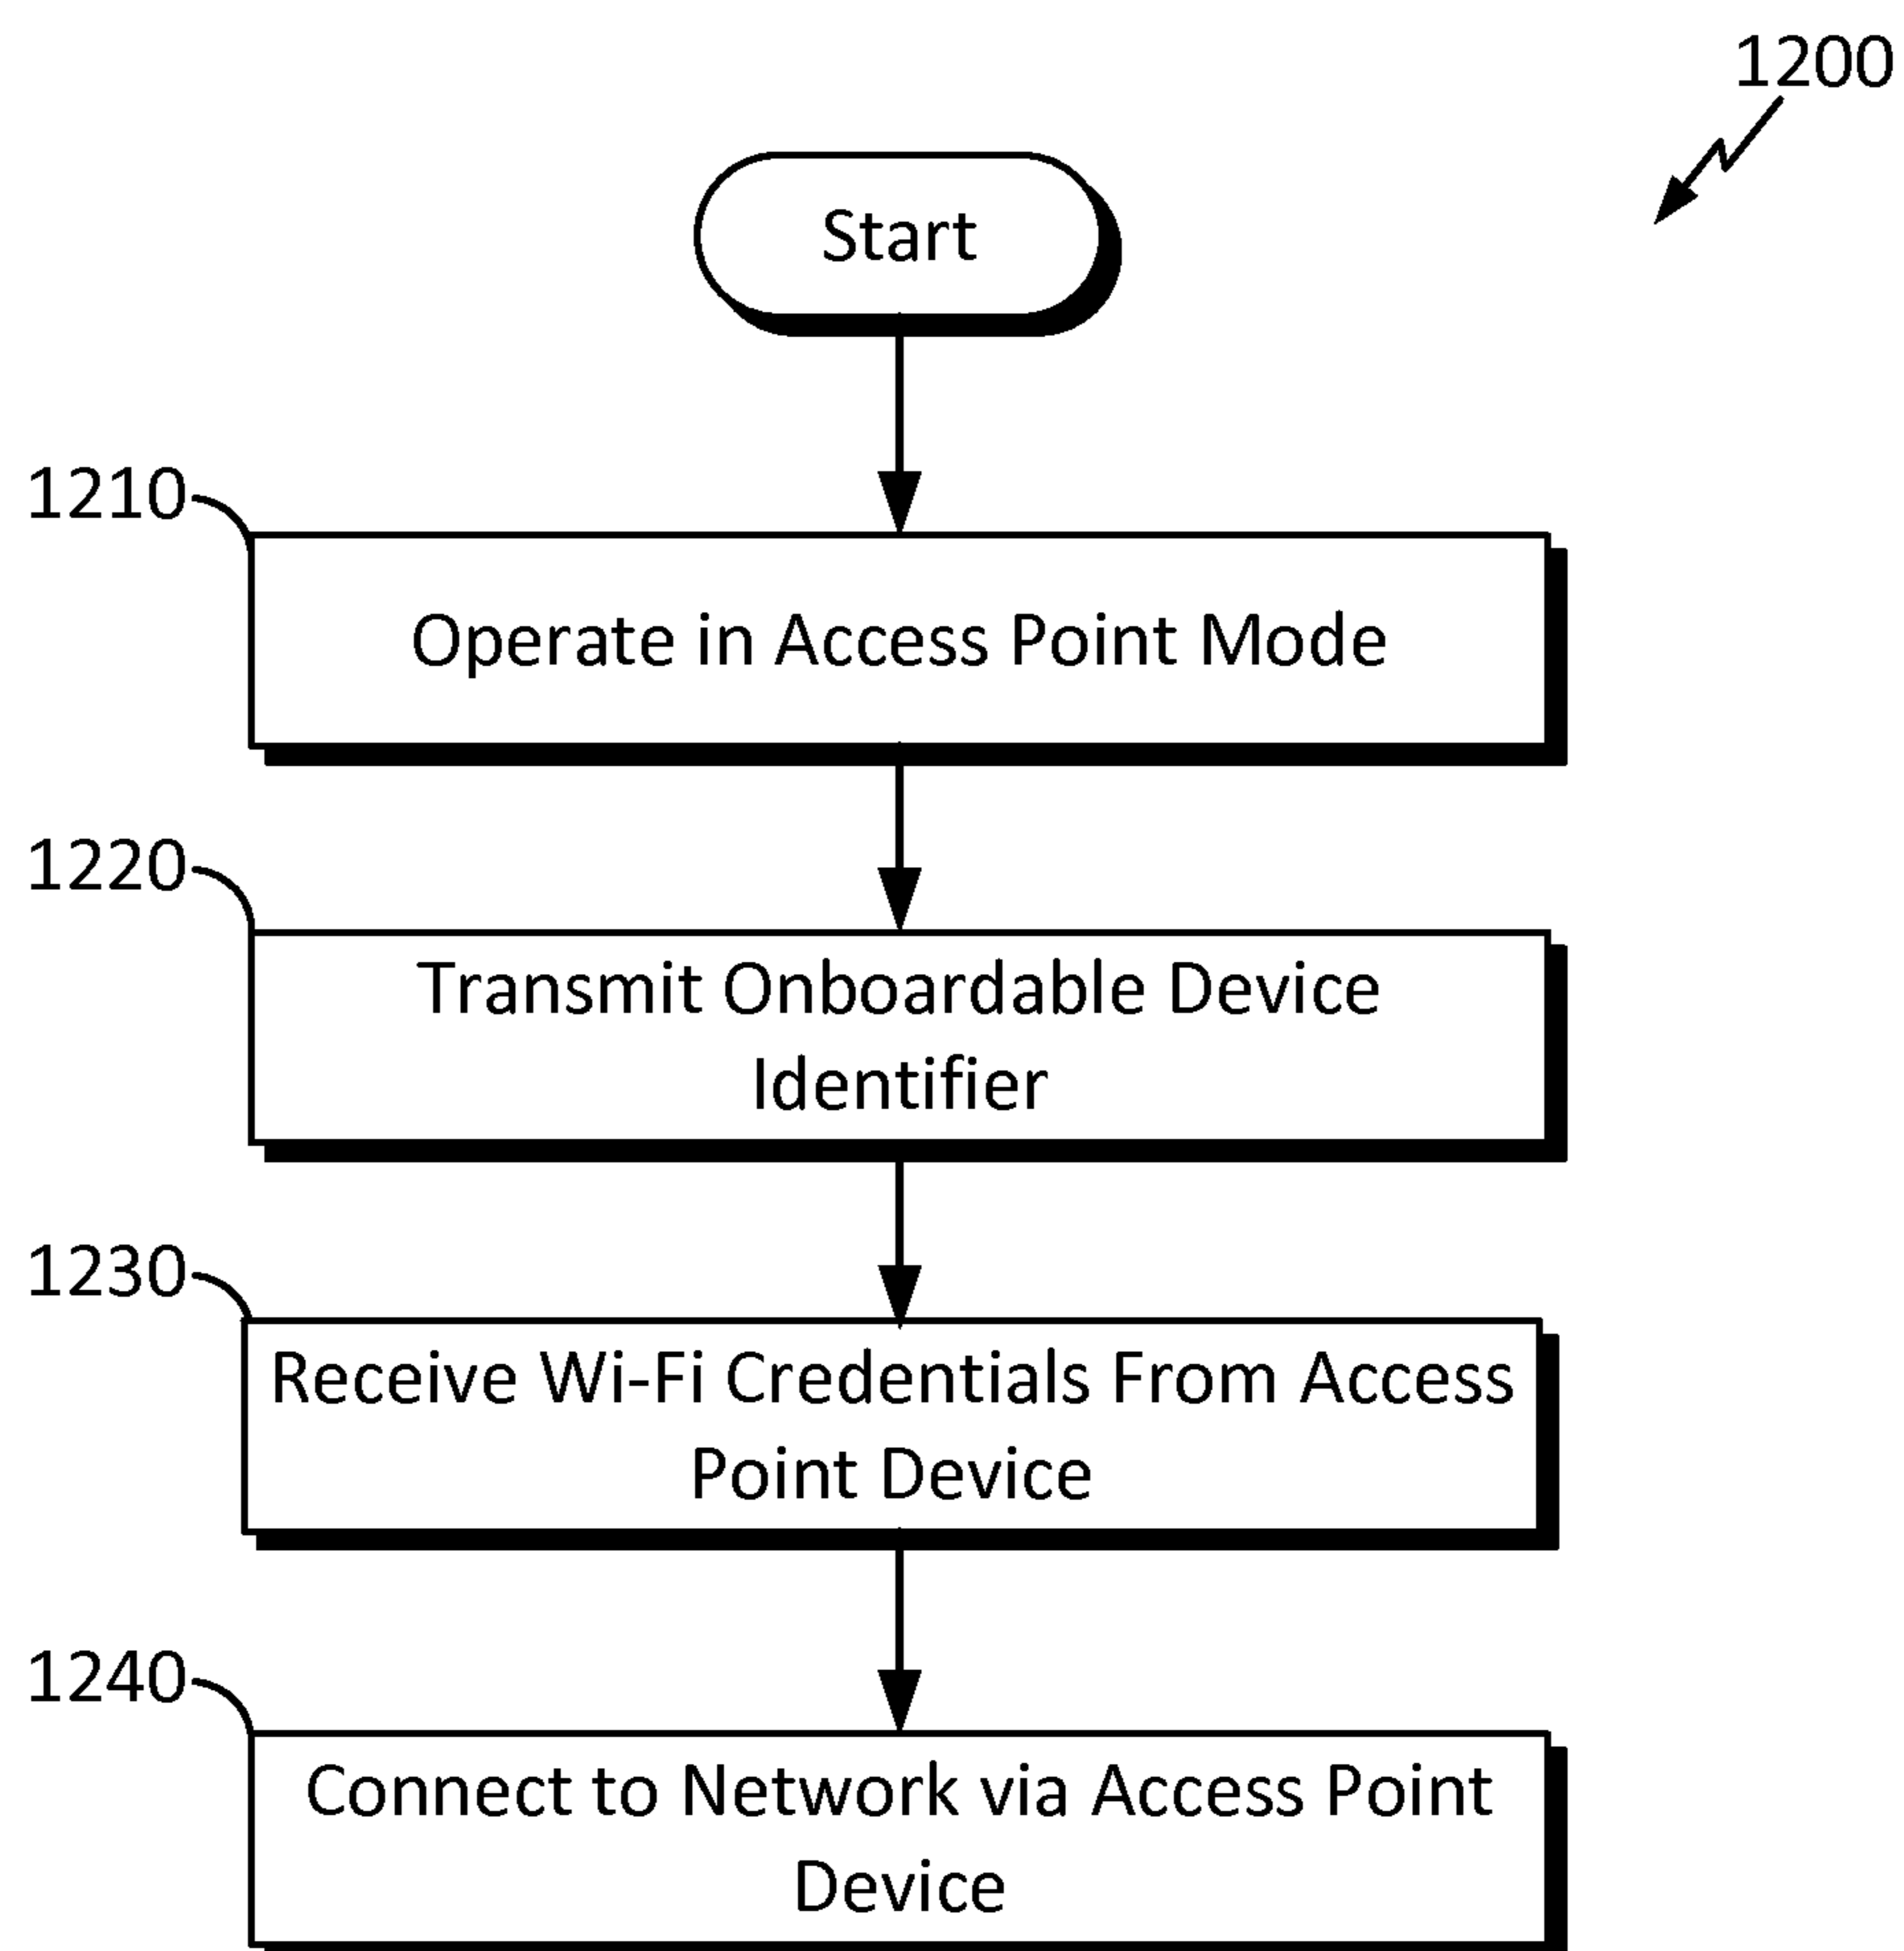 1200
Start
1210
Operate in Access Point Mode
1220
Transmit Onboardable Device
Identifier
1230
Receive Wi-Fi Credentials From Access
Point Device
1240
Connect to Network via Access Point
Device